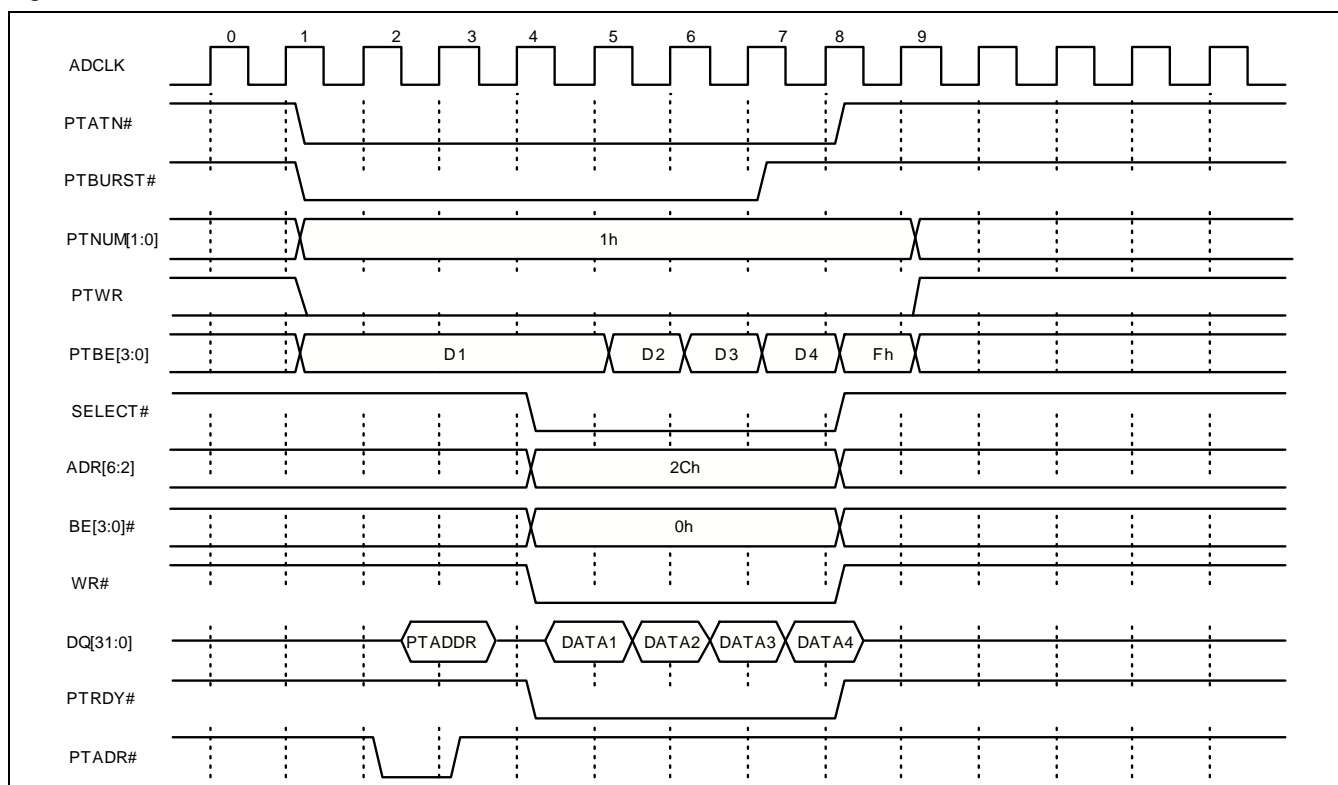 0 1 2 3 4 5 6 7 8 9
ADCLK
PTATN#
PTBURST#
PTNUM[1:0] 1h
PTWR
PTBE[3:0] D1 D2 D3 D4 Fh
SELECT#
ADR[6:2] 2Ch
BE[3:0]# 0h
WR#
DQ[31:0] PTADDR DATA1 DATA2 DATA3 DATA4
PTRDY#
PTADR#